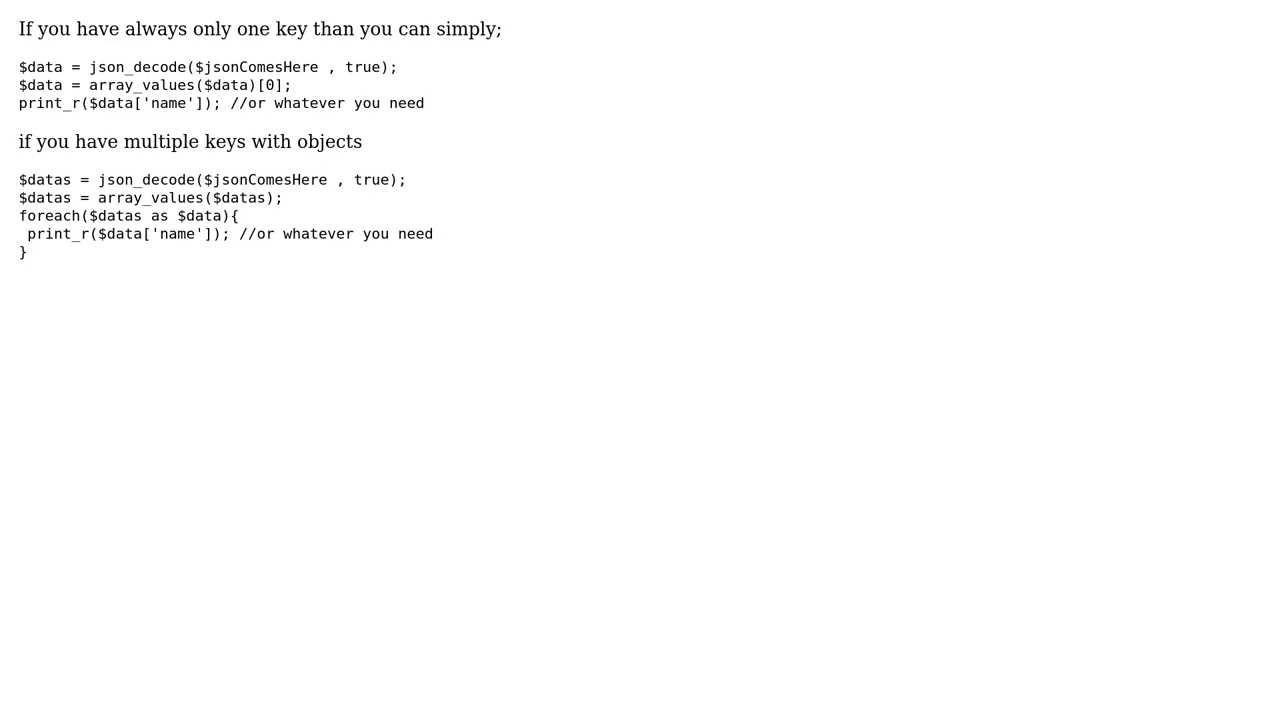 If you have always only one key than you can simply;
$data = json_decode($jsonComesHere , true);
$data = array_values($data)[0];
print_r($data['name']); //or whatever you need
if you have multiple keys with objects
$datas = json_decode($jsonComesHere , true);
$datas = array_values($datas);
foreach($datas as $data){
 print_r($data['name']); //or whatever you need
}